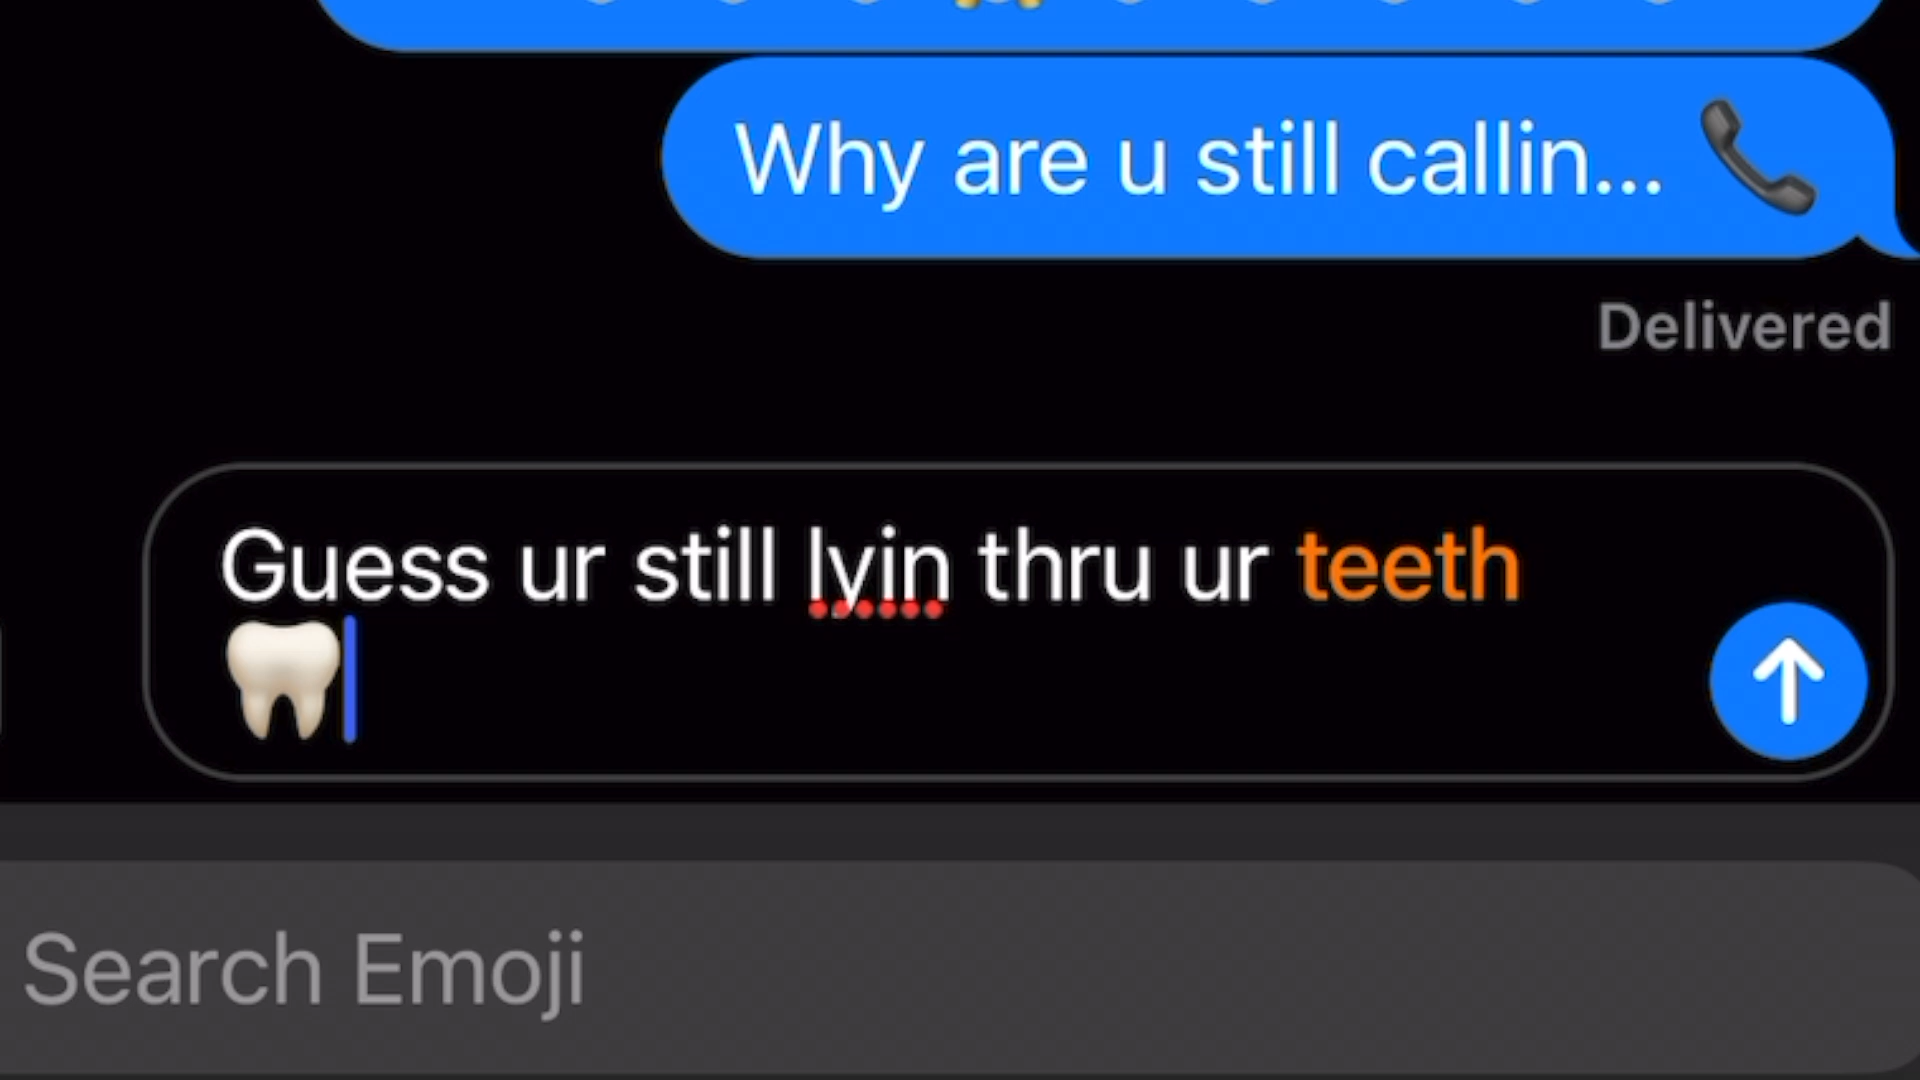 Why are u still callin... 📞
Delivered
Guess ur still lyin thru ur teeth
🦷
Search Emoji